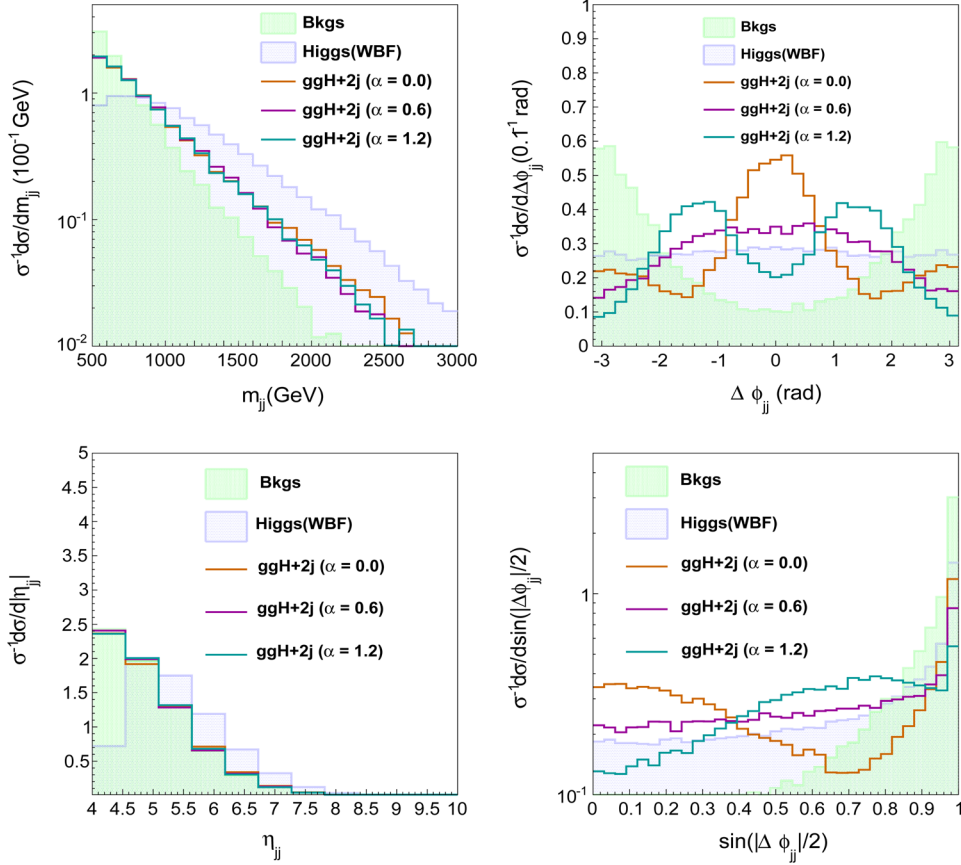 Bkgs
Higgs(WBF)
ggH+2j (α = 0.0)
ggH+2j (α = 0.6)
ggH+2j (α = 1.2)
σ⁻¹dσ/dm_jj (100⁻¹ GeV)
1
10⁻¹
10⁻²
500 1000 1500 2000 2500 3000
m_jj(GeV)
Bkgs
Higgs(WBF)
ggH+2j (α = 0.0)
ggH+2j (α = 0.6)
ggH+2j (α = 1.2)
σ⁻¹dσ/dΔϕ_jj (0.1⁻¹ rad)
1
0.9
0.8
0.7
0.6
0.5
0.4
0.3
0.2
0.1
0
-3 -2 -1 0 1 2 3
Δ ϕ_jj (rad)
Bkgs
Higgs(WBF)
ggH+2j (α = 0.0)
ggH+2j (α = 0.6)
ggH+2j (α = 1.2)
σ⁻¹dσ/d|η_jj|
5
4.5
4
3.5
3
2.5
2
1.5
1
0.5
4 4.5 5 5.5 6 6.5 7 7.5 8 8.5 9 9.5 10
η_jj
Bkgs
Higgs(WBF)
ggH+2j (α = 0.0)
ggH+2j (α = 0.6)
ggH+2j (α = 1.2)
σ⁻¹dσ/dsin(|Δϕ_jj|/2)
1
10⁻¹
0 0.1 0.2 0.3 0.4 0.5 0.6 0.7 0.8 0.9 1
sin(|Δ ϕ_jj|/2)